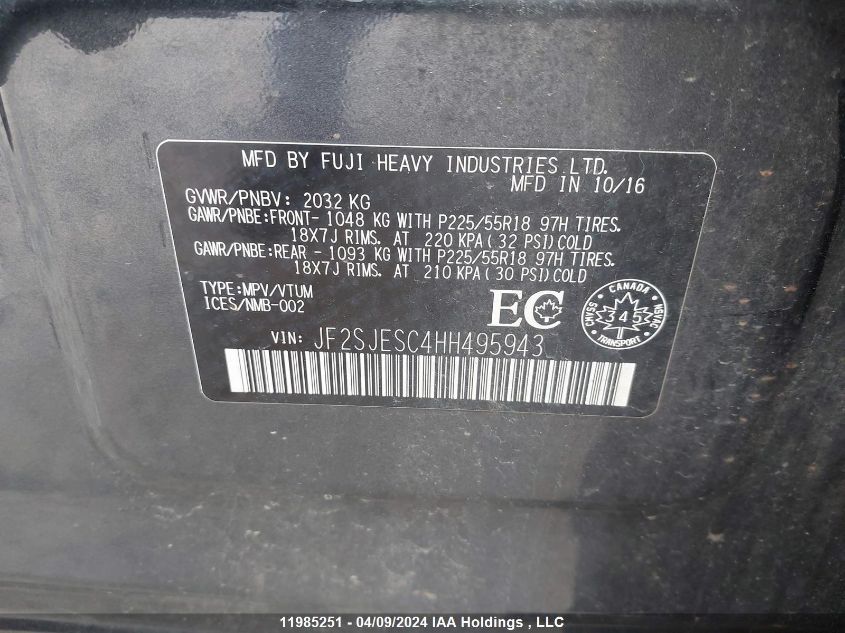 MFD BY FUJI HEAVY INDUSTRIES LTD.
MFD IN 10/16
GVWR/PNBV: 2032 KG
GAWR/PNBE:FRONT- 1048 KG WITH P225/55R18 97H TIRES.
18X7J RIMS. AT 220 KPA(32 PSI)COLD
GAWR/PNBE:REAR - 1093 KG WITH P225/55R18 97H TIRES.
18X7J RIMS. AT 210 KPA(30 PSI)COLD
TYPE:MPV/VTUM
ICES/NMB-002
EC
CANADA
CMVSS
345
NSVAC
TRANSPORT
VIN: JF2SJESC4HH495943
11985251 - 04/09/2024 IAA Holdings , LLC